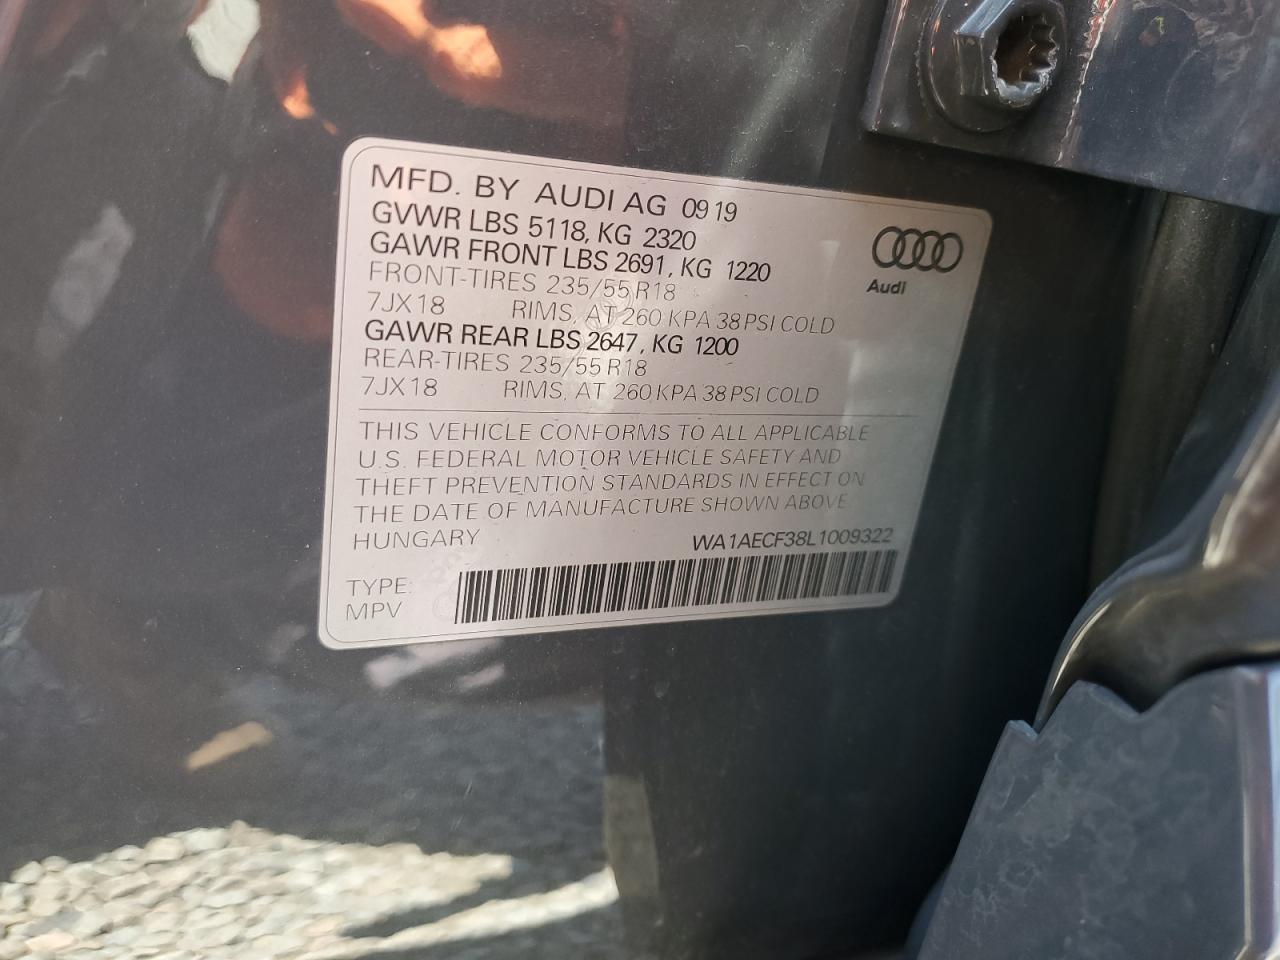 MFD. BY AUDI AG 09 19
GVWR LBS 5118, KG 2320
GAWR FRONT LBS 2691, KG 1220
FRONT-TIRES 235/55 R18
7JX18 RIMS, AT 260 KPA 38 PSI COLD
GAWR REAR LBS 2647, KG 1200
REAR-TIRES 235/55 R18
7JX18 RIMS, AT 260 KPA 38 PSI COLD
Audi
THIS VEHICLE CONFORMS TO ALL APPLICABLE
U.S. FEDERAL MOTOR VEHICLE SAFETY AND
THEFT PREVENTION STANDARDS IN EFFECT ON
THE DATE OF MANUFACTURE SHOWN ABOVE
HUNGARY WA1AECF38L1009322
TYPE:
MPV